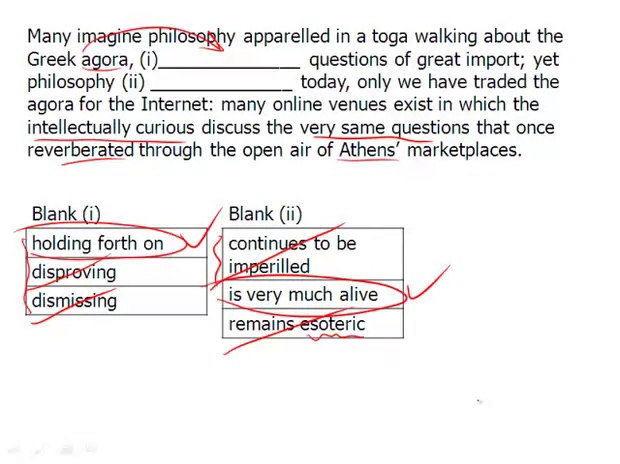 Many imagine philosophy apparelled in a toga walking about the
Greek agora, (i)______________ questions of great import; yet
philosophy (ii) ______________ today, only we have traded the
agora for the Internet: many online venues exist in which the
intellectually curious discuss the very same questions that once
reverberated through the open air of Athens’ marketplaces.
Blank (i)
holding forth on
disproving
dismissing
Blank (ii)
continues to be
imperilled
is very much alive
remains esoteric